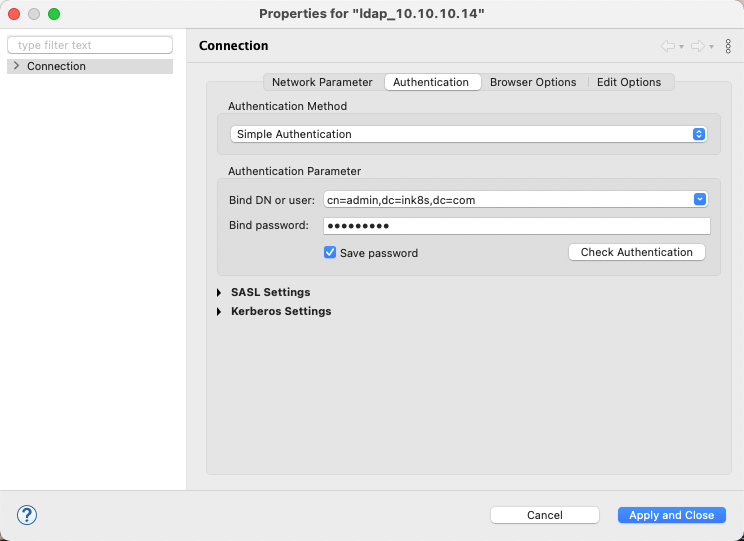 Properties for "ldap_10.10.10.14"
type filter text
Connection
Connection
Network Parameter Authentication Browser Options Edit Options
Authentication Method
Simple Authentication
Authentication Parameter
Bind DN or user: cn=admin,dc=ink8s,dc=com
Bind password: ●●●●●●●●●
Save password Check Authentication
SASL Settings
Kerberos Settings
? Cancel Apply and Close